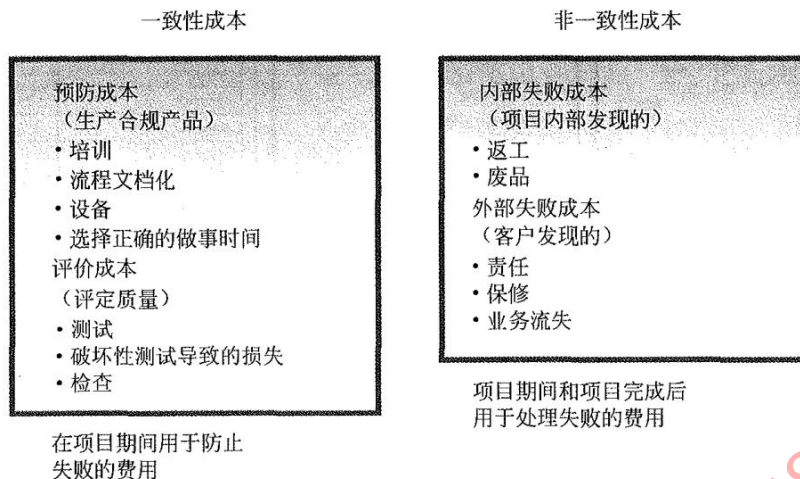 一致性成本
预防成本
（生产合规产品）
• 培训
• 流程文档化
• 设备
• 选择正确的做事时间
评价成本
（评定质量）
• 测试
• 破坏性测试导致的损失
• 检查
在项目期间用于防止
失败的费用
非一致性成本
内部失败成本
（项目内部发现的）
• 返工
• 废品
外部失败成本
（客户发现的）
• 责任
• 保修
• 业务流失
项目期间和项目完成后
用于处理失败的费用